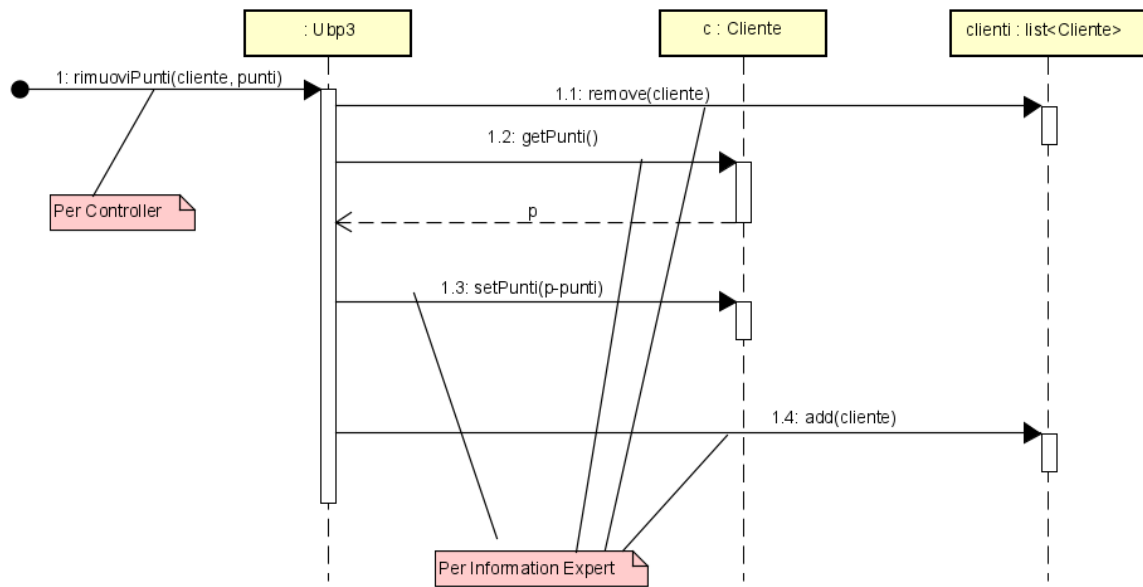 : Ubp3
c : Cliente
clienti : list<Cliente>
1: rimuoviPunti(cliente, punti)
1.1: remove(cliente)
1.2: getPunti()
Per Controller
p
1.3: setPunti(p-punti)
1.4: add(cliente)
Per Information Expert